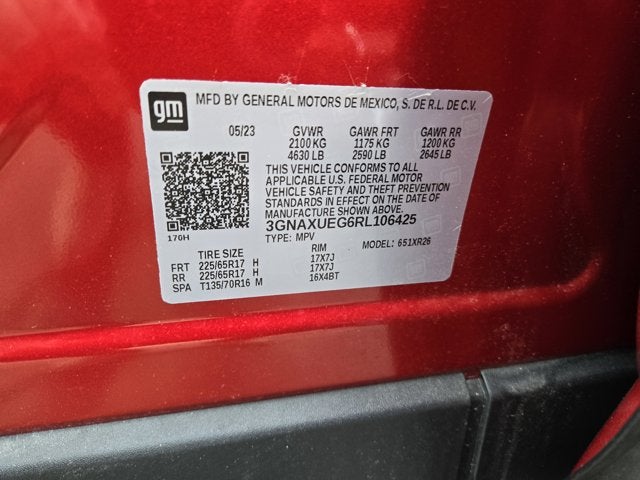 gm
MFD BY GENERAL MOTORS DE MEXICO, S. DE R.L. DE C.V.
05/23 GVWR GAWR FRT GAWR RR
2100 KG 1175 KG 1200 KG
4630 LB 2590 LB 2645 LB
THIS VEHICLE CONFORMS TO ALL
APPLICABLE U.S. FEDERAL MOTOR
VEHICLE SAFETY AND THEFT PREVENTION
STANDARDS IN EFFECT ON THE DATE OF
MANUFACTURE SHOWN ABOVE.
3GNAXUEG6RL106425
170H
TYPE: MPV MODEL: 651XR26
TIRE SIZE RIM
FRT 225/65R17 H 17X7J
RR 225/65R17 H 17X7J
SPA T135/70R16 M 16X4BT